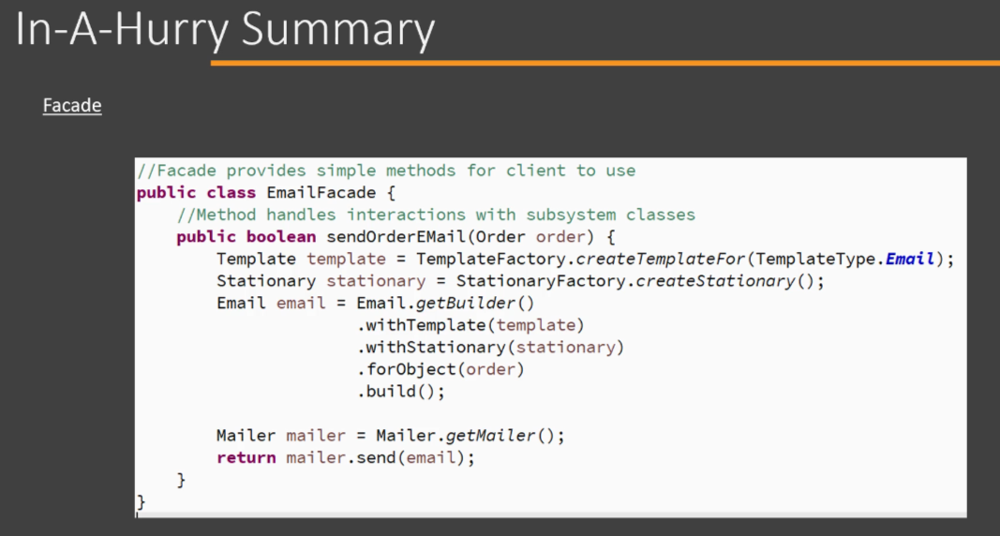 In-A-Hurry Summary
Facade
//Facade provides simple methods for client to use
public class EmailFacade {
    //Method handles interactions with subsystem classes
    public boolean sendOrderEMail(Order order) {
        Template template = TemplateFactory.createTemplateFor(TemplateType.Email);
        Stationary stationary = StationaryFactory.createStationary();
        Email email = Email.getBuilder()
                      .withTemplate(template)
                      .withStationary(stationary)
                      .forObject(order)
                      .build();
        Mailer mailer = Mailer.getMailer();
        return mailer.send(email);
    }
}